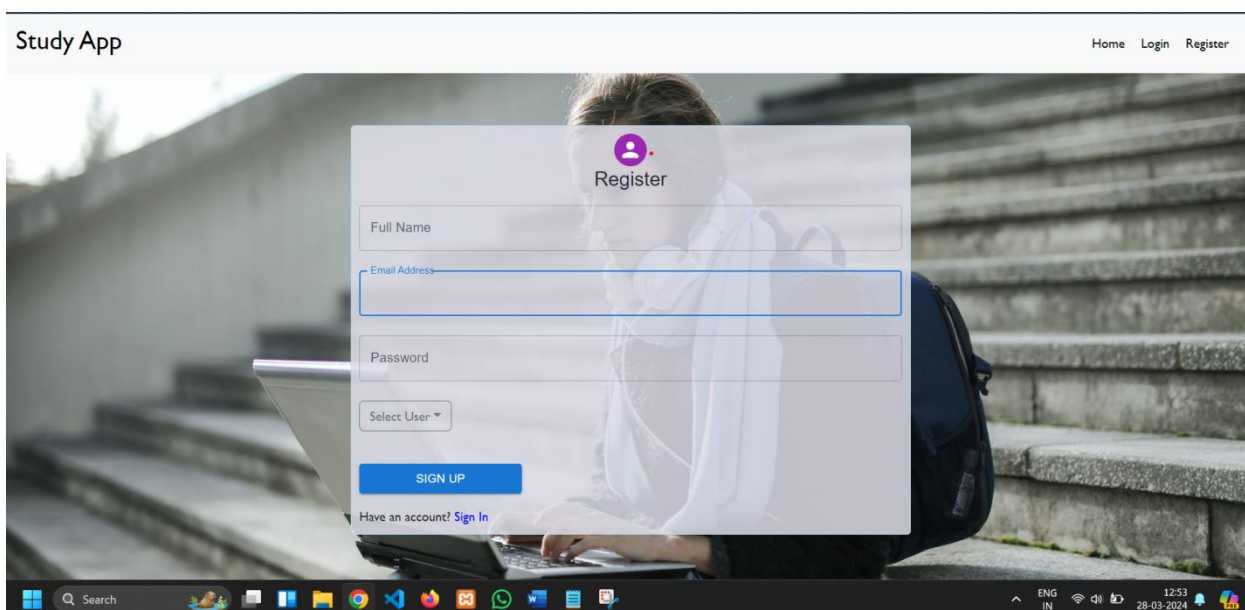 Study App
Home Login Register
Register
Full Name
Email Address
Password
Select User
SIGN UP
Have an account? Sign In
Search
ENG
IN
12:53
28-03-2024